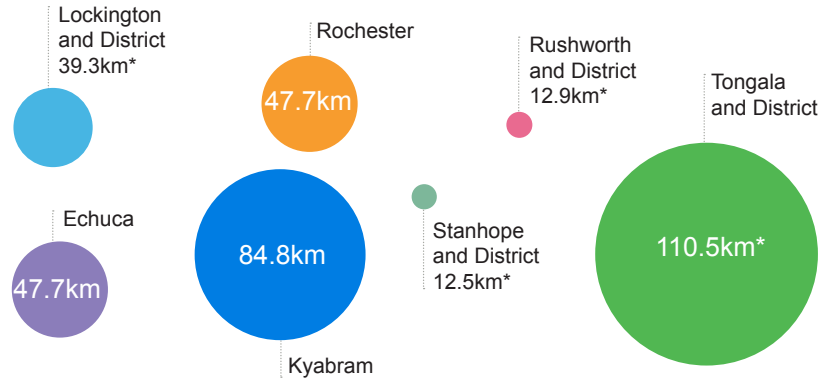 Lockington
and District
39.3km*
Rochester
47.7km
Rushworth
and District
12.9km*
Tongala
and District
110.5km*
Echuca
47.7km
84.8km
Kyabram
Stanhope
and District
12.5km*